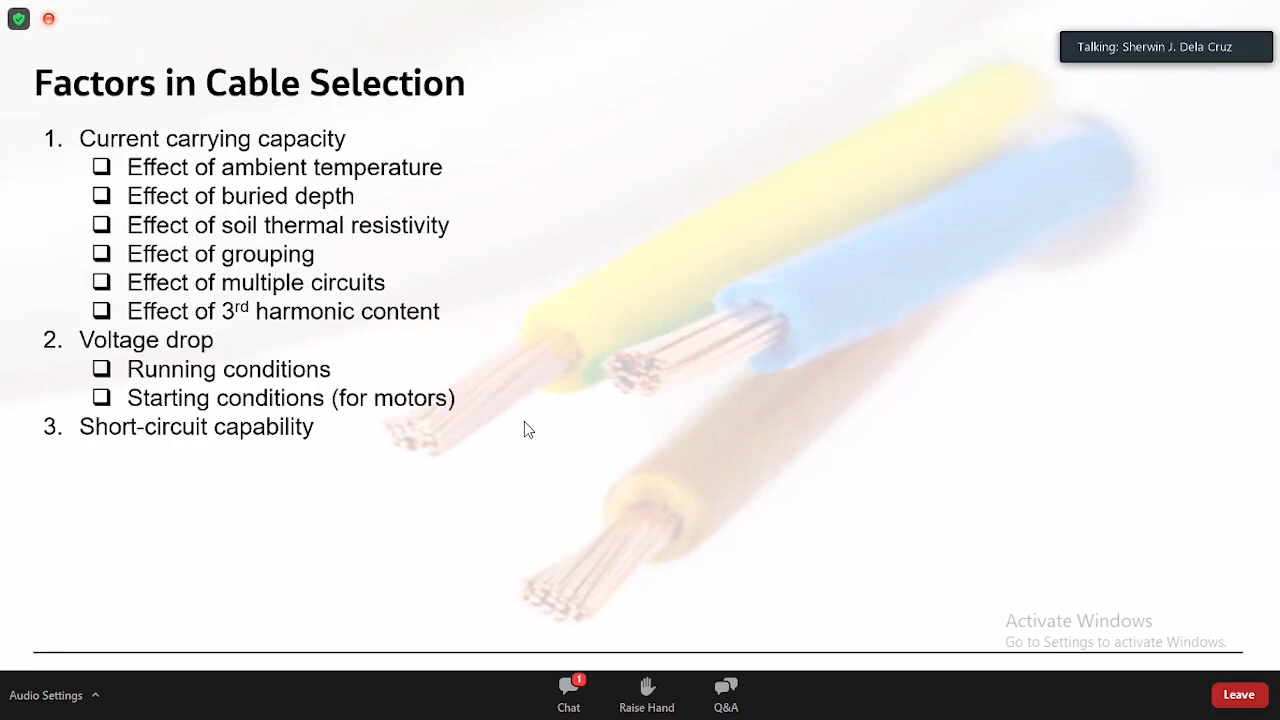 Talking: Sherwin J. Dela Cruz
Factors in Cable Selection
1. Current carrying capacity
❑ Effect of ambient temperature
❑ Effect of buried depth
❑ Effect of soil thermal resistivity
❑ Effect of grouping
❑ Effect of multiple circuits
❑ Effect of 3rd harmonic content
2. Voltage drop
❑ Running conditions
❑ Starting conditions (for motors)
3. Short-circuit capability
Activate Windows
Go to Settings to activate Windows.
Audio Settings
1
Chat
Raise Hand
Q&A
Leave